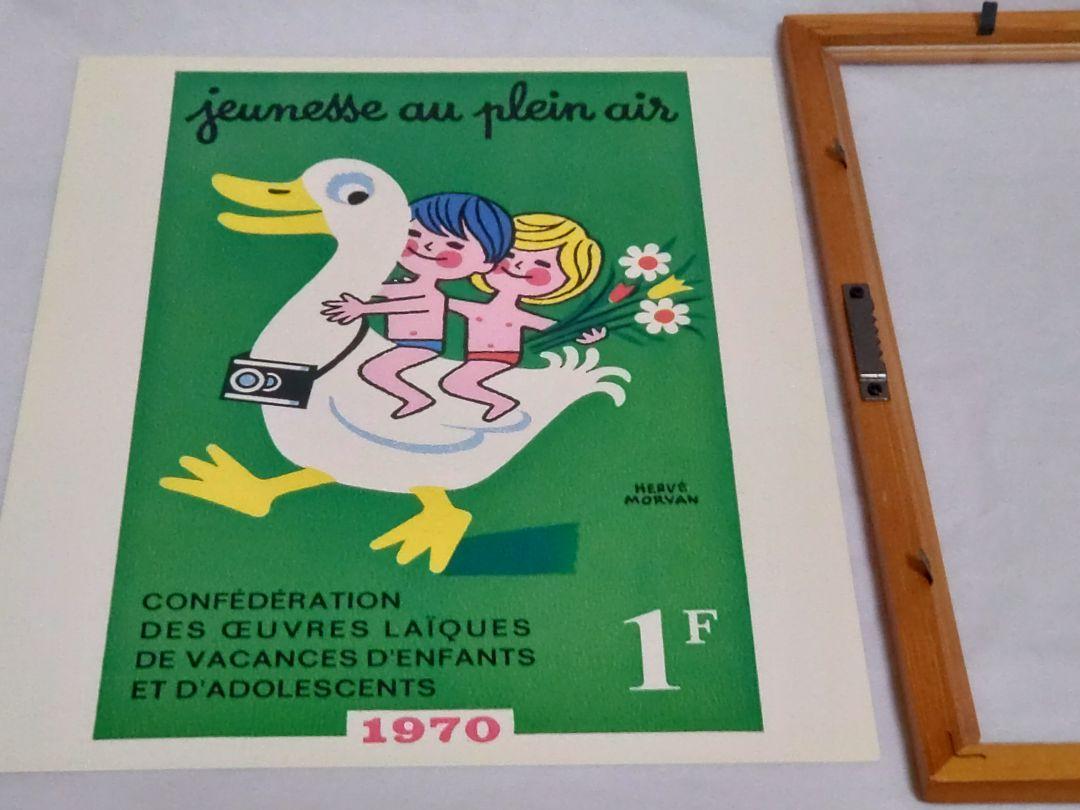 jeunesse au plein air
HERVÉ
MORVAN
CONFÉDÉRATION
DES ŒUVRES LAÏQUES
DE VACANCES D'ENFANTS
ET D'ADOLESCENTS
1F
1970